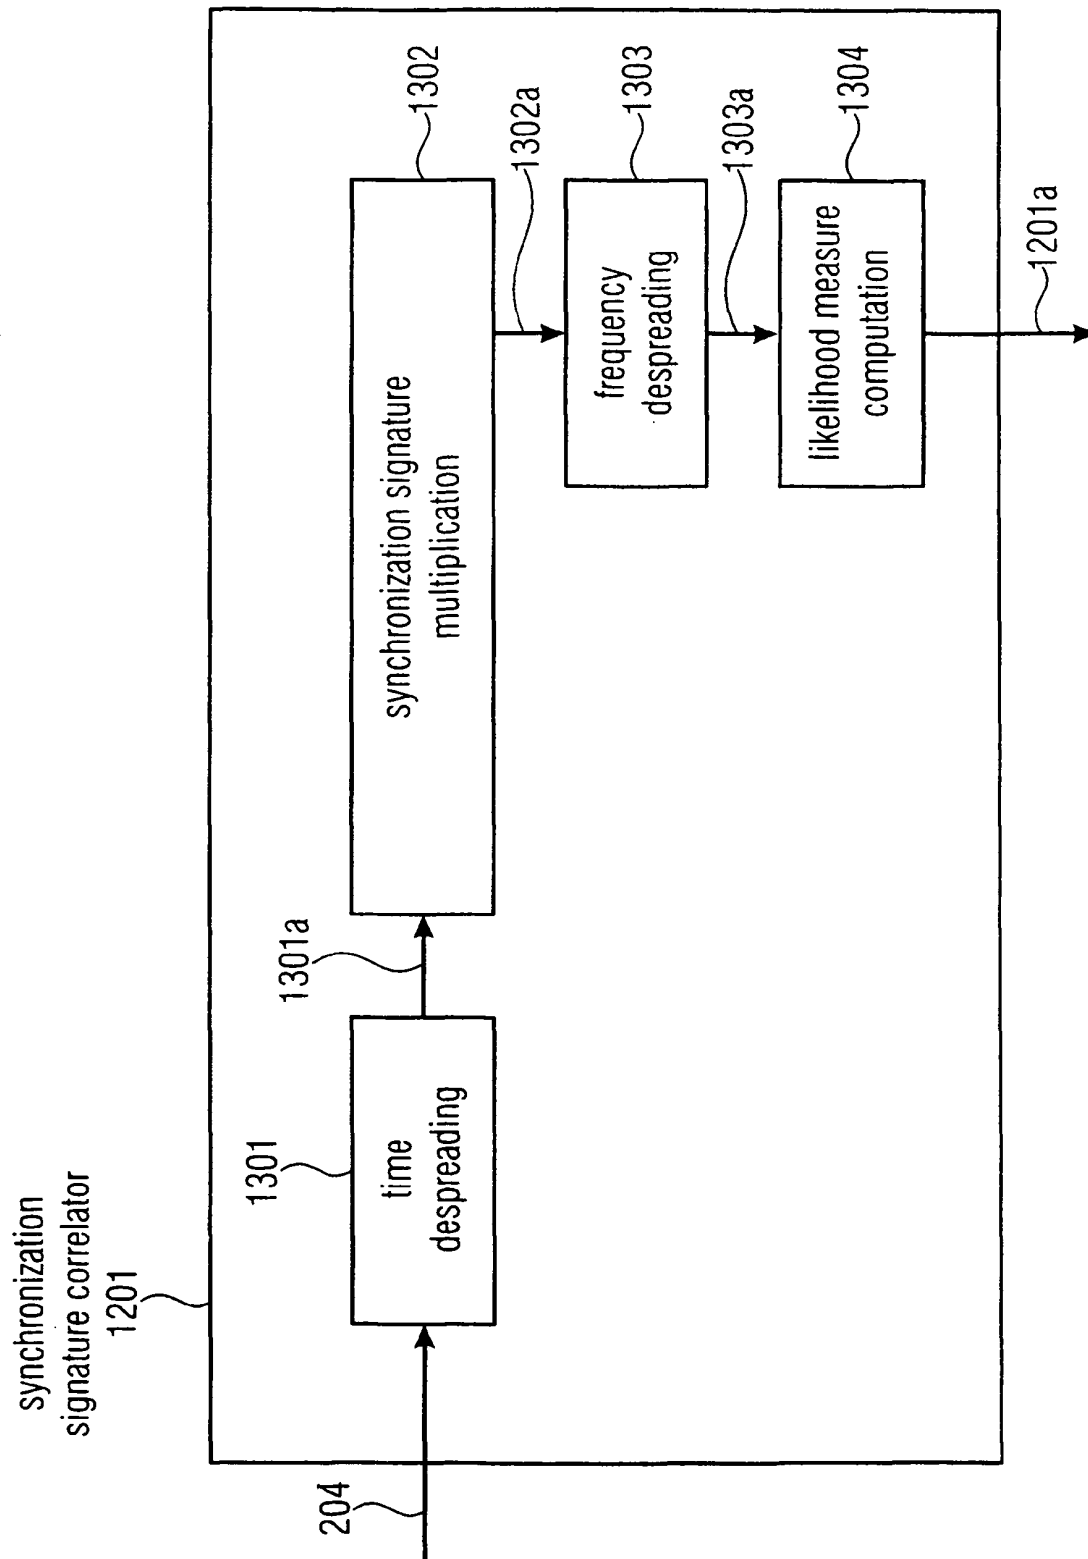 synchronization
signature correlator
1201
204
1301
time
despreading
1301a
synchronization signature
multiplication
1302
1302a
frequency
despreading
1303
1303a
likelihood measure
computation
1304
1201a